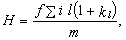 H = f∑i l(1 + k_l) / m,